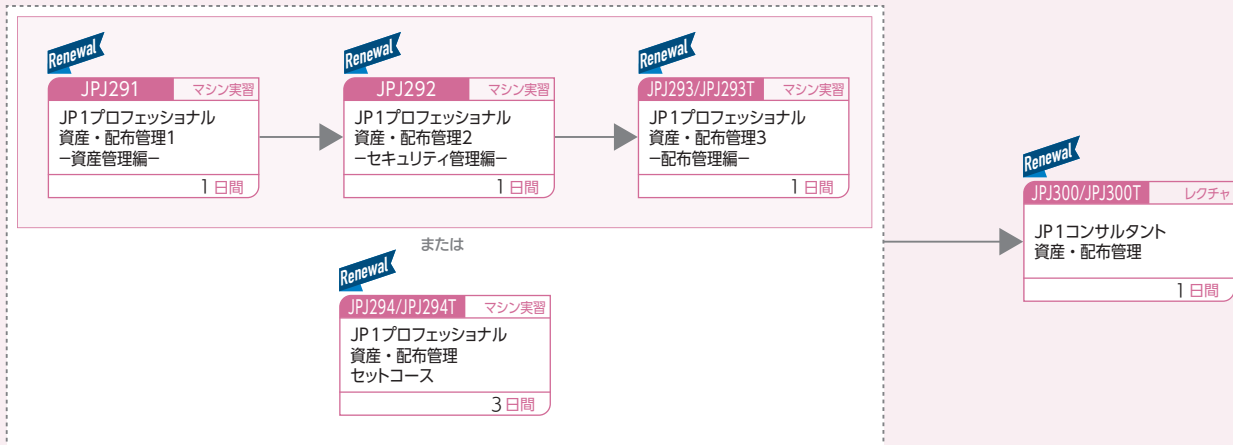 Renewal
JPJ291 マシン実習
JP1プロフェッショナル
資産・配布管理1
−資産管理編−
1日間
Renewal
JPJ292 マシン実習
JP1プロフェッショナル
資産・配布管理2
−セキュリティ管理編−
1日間
Renewal
JPJ293/JPJ293T マシン実習
JP1プロフェッショナル
資産・配布管理3
−配布管理編−
1日間
または
Renewal
JPJ294/JPJ294T マシン実習
JP1プロフェッショナル
資産・配布管理
セットコース
3日間
Renewal
JPJ300/JPJ300T レクチャ
JP1コンサルタント
資産・配布管理
1日間